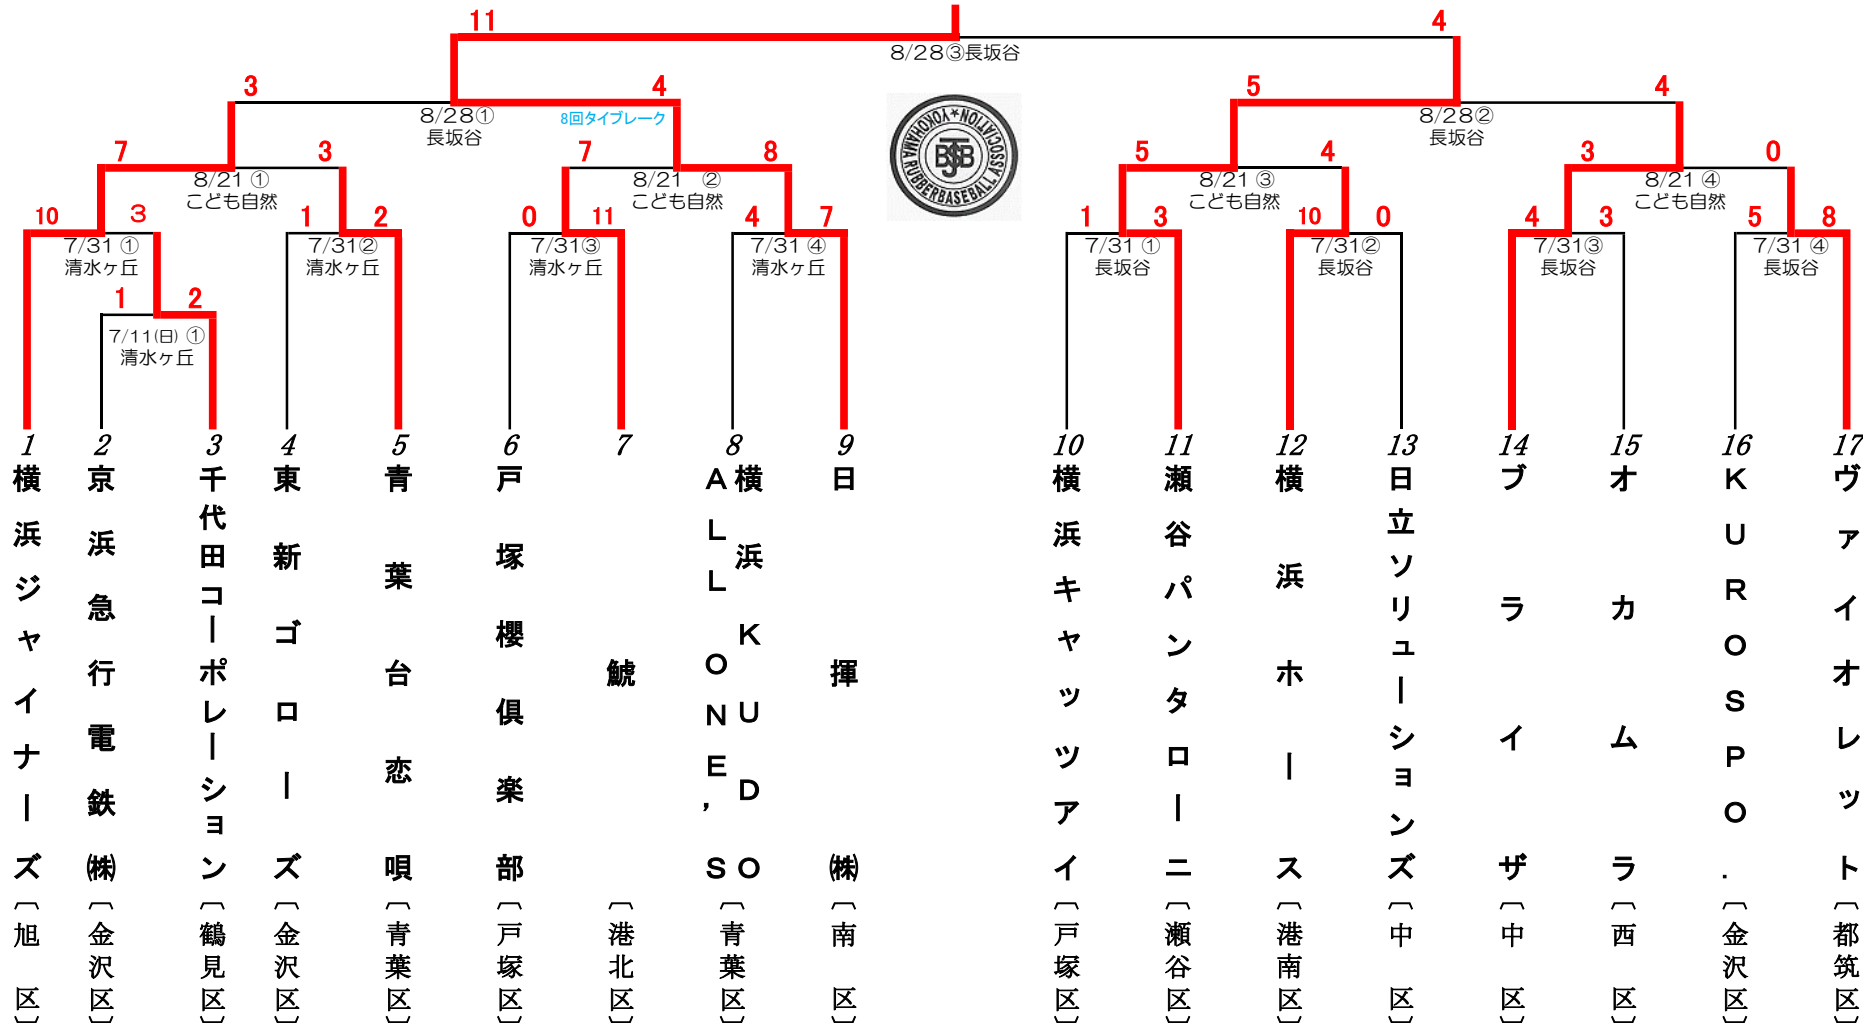 11
4
8/28③長坂谷
3
4
5
4
8/28①
長坂谷
8回タイブレーク
8/28②
長坂谷
YOKOHAMA RUBBERBASEBALL ASSOCIATION
JSBB
7
3
7
8
5
4
3
0
8/21 ①
こども自然
8/21 ②
こども自然
8/21 ③
こども自然
8/21 ④
こども自然
10
3
1
2
0
11
4
7
1
3
10
0
4
3
5
8
7/31 ①
清水ヶ丘
7/31②
清水ヶ丘
7/31③
清水ヶ丘
7/31 ④
清水ヶ丘
7/31 ①
長坂谷
7/31②
長坂谷
7/31③
長坂谷
7/31 ④
長坂谷
1
2
7/11(日) ①
清水ヶ丘
1
横浜ジャイナーズ
〔旭 区〕
2
京浜急行電鉄㈱
〔金沢区〕
3
千代田コーポレーション
〔鶴見区〕
4
東新ゴローズ
〔金沢区〕
5
青葉台恋唄
〔青葉区〕
6
戸塚櫻倶楽部
〔戸塚区〕
7
鯱
〔港北区〕
8
横浜KUDO
ALL ONE'S
〔青葉区〕
9
日揮㈱
〔南 区〕
10
横浜キャッツアイ
〔戸塚区〕
11
瀬谷パンタローニ
〔瀬谷区〕
12
横浜ホース
〔港南区〕
13
日立ソリューションズ
〔中 区〕
14
ブライザ
〔中 区〕
15
オカムラ
〔西 区〕
16
KUROSPO.
〔金沢区〕
17
ヴァイオレット
〔都筑区〕